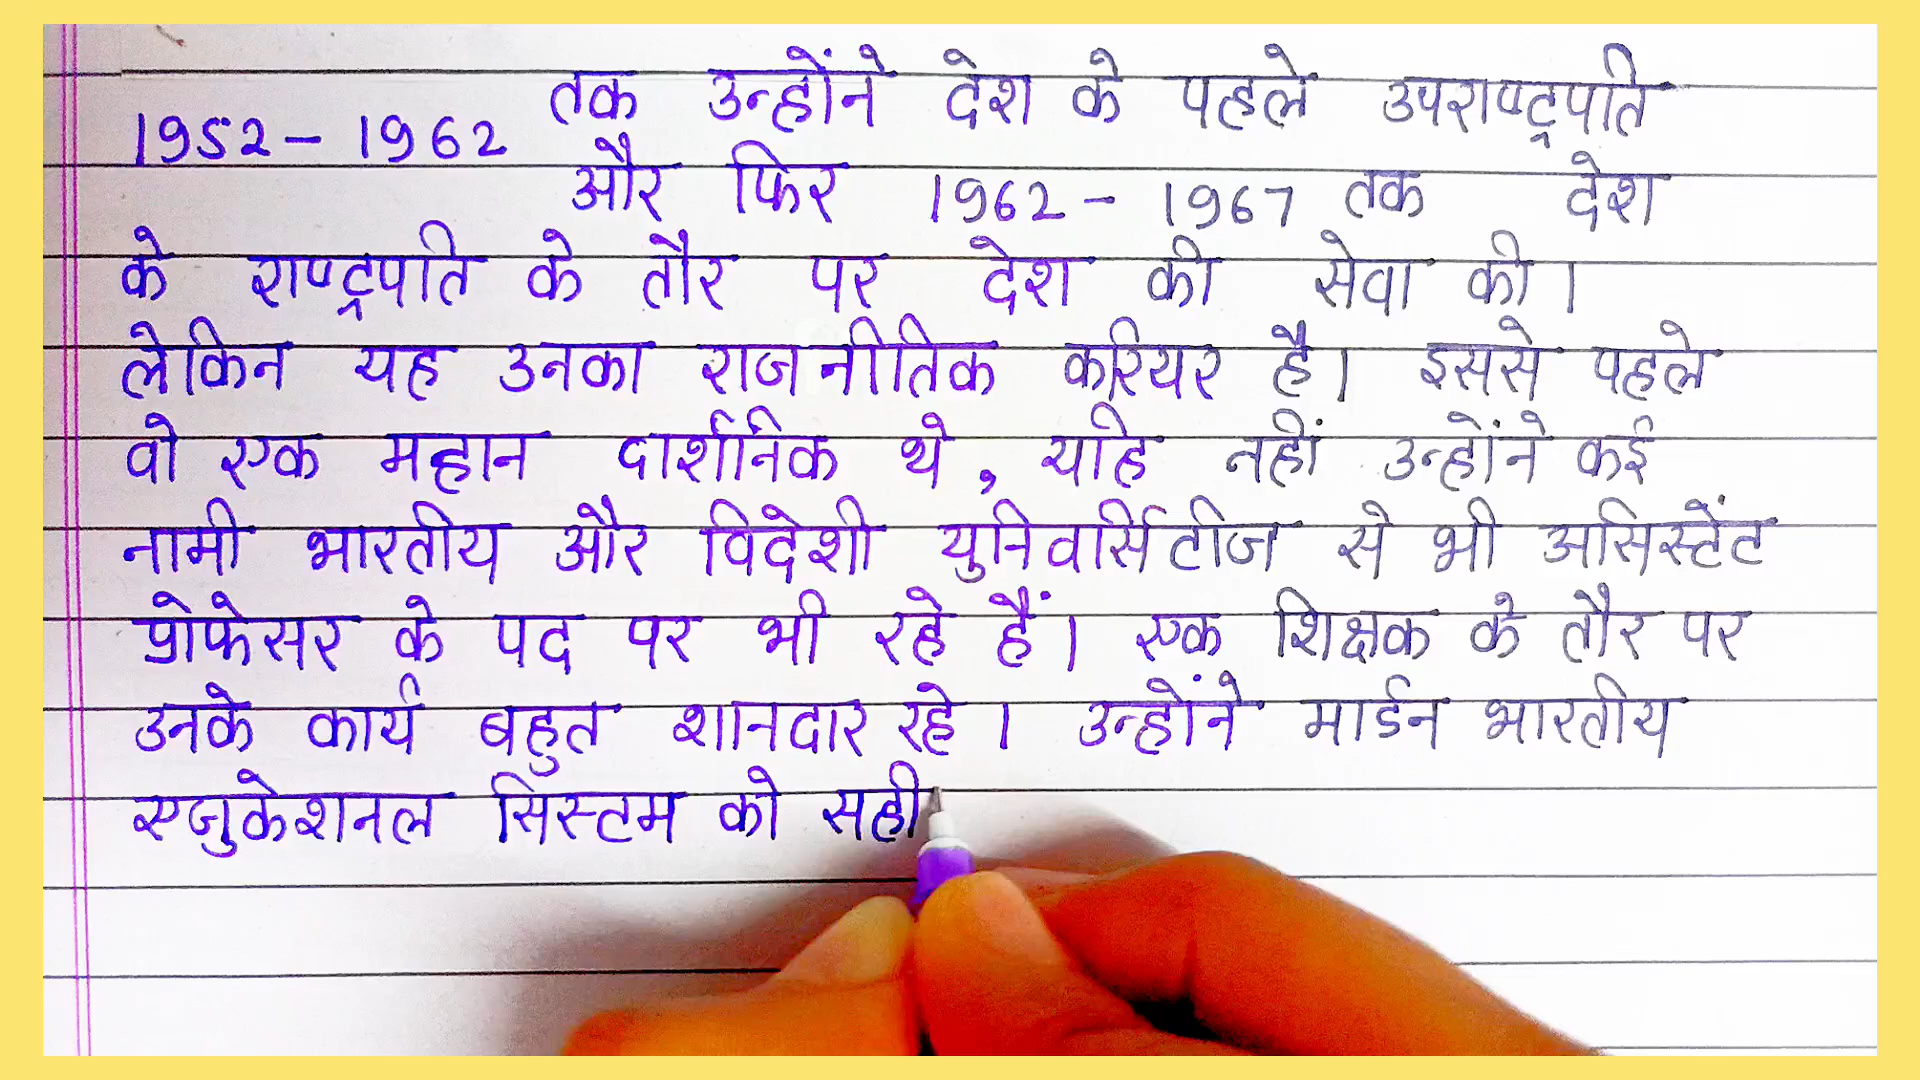 1952 - 1962 तक उन्होंने देश के पहले उपराष्ट्रपति
और फिर 1962 - 1967 तक देश
के राष्ट्रपति के तौर पर देश की सेवा की।
लेकिन यह उनका राजनीतिक करियर है। इससे पहले
वो एक महान दार्शनिक थे, यहि नहीं उन्होंने कई
नामी भारतीय और विदेशी युनिवर्सिटीज से भी असिस्टेंट
प्रोफेसर के पद पर भी रहे हैं। एक शिक्षक के तौर पर
उनके कार्य बहुत शानदार रहे। उन्होंने मार्डन भारतीय
एजुकेशनल सिस्टम को सही